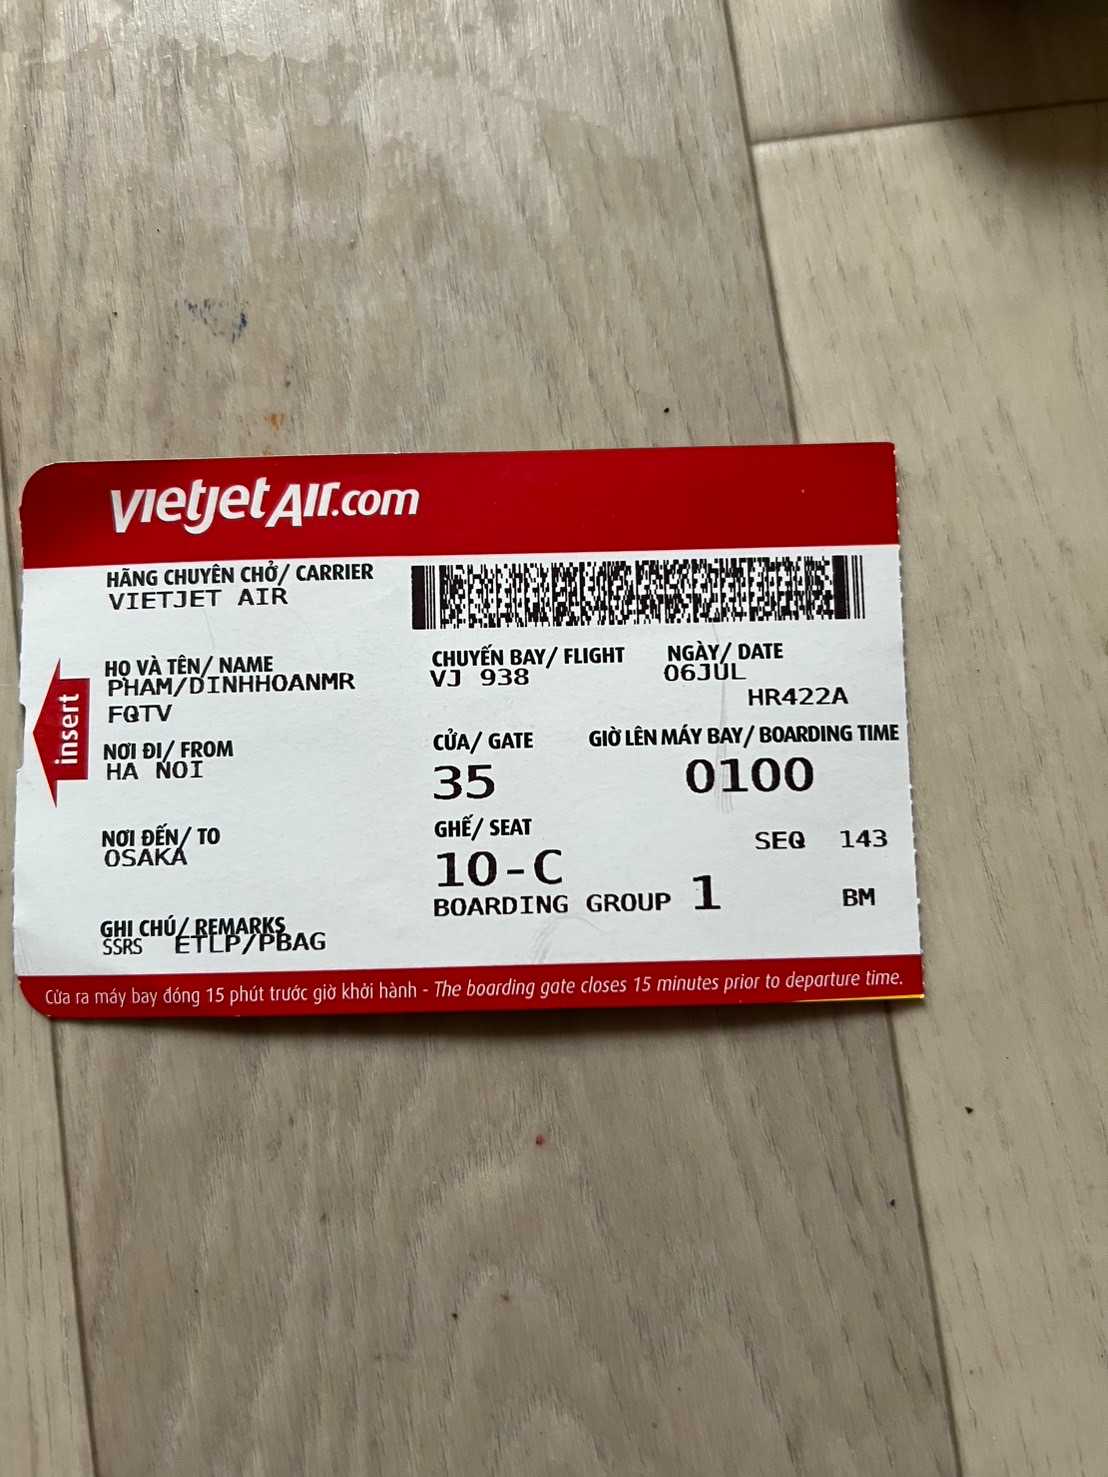 vietjetAir.com
HÃNG CHUYÊN CHỞ/ CARRIER
VIETJET AIR
HỌ VÀ TÊN/ NAME
PHAM/DINHHOANMR
FQTV
CHUYẾN BAY/ FLIGHT
VJ 938
NGÀY/ DATE
06JUL
HR422A
insert
NƠI ĐI/ FROM
HA NOI
CỬA/ GATE
35
GIỜ LÊN MÁY BAY/ BOARDING TIME
0100
NƠI ĐẾN/ TO
OSAKA
GHẾ/ SEAT
10-C
SEQ 143
BOARDING GROUP 1
BM
GHI CHÚ/ REMARKS
SSRS ETLP/PBAG
Cửa ra máy bay đóng 15 phút trước giờ khởi hành - The boarding gate closes 15 minutes prior to departure time.